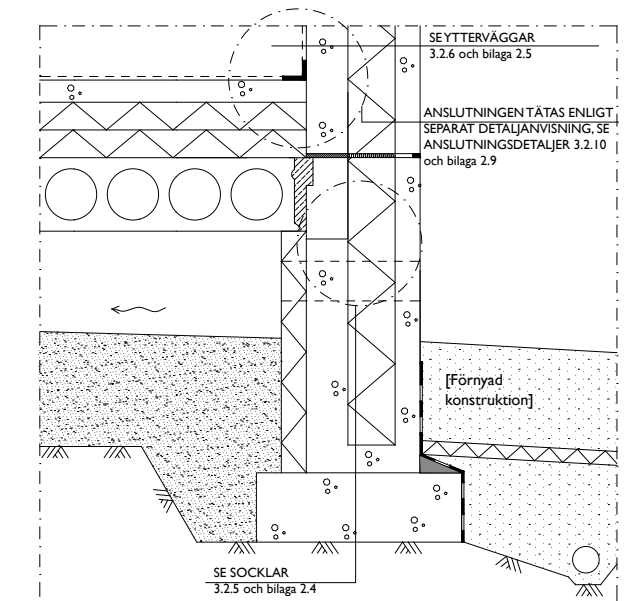 SE YTTERVÄGGAR
3.2.6 och bilaga 2.5
ANSLUTNINGEN TÄTAS ENLIGT
SEPARAT DETALJANVISNING, SE
ANSLUTNINGSDETALJER 3.2.10
och bilaga 2.9
[Förnyad
konstruktion]
SE SOCKLAR
3.2.5 och bilaga 2.4